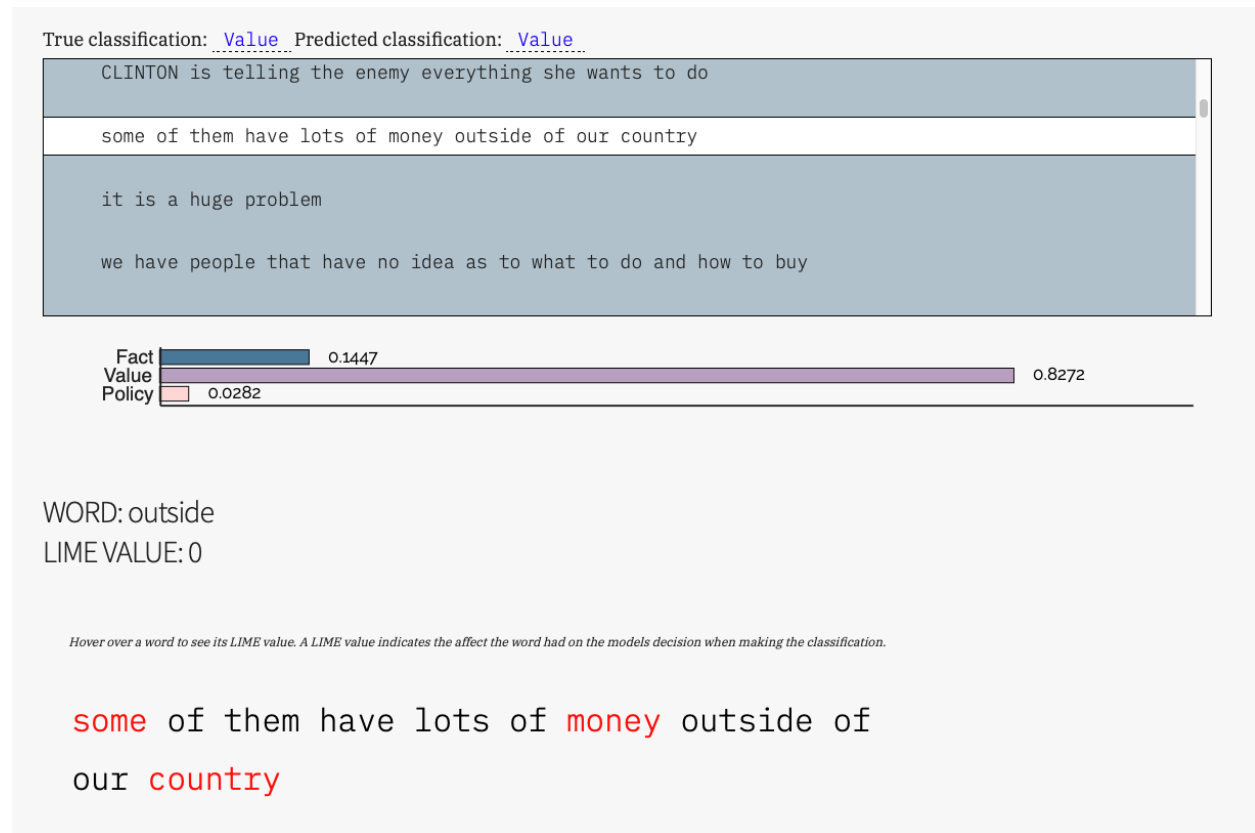 True classification: Value Predicted classification: Value
CLINTON is telling the enemy everything she wants to do
some of them have lots of money outside of our country
it is a huge problem
we have people that have no idea as to what to do and how to buy
Fact 0.1447
Value 0.8272
Policy 0.0282
WORD: outside
LIME VALUE: 0
Hover over a word to see its LIME value. A LIME value indicates the affect the word had on the models decision when making the classification.
some of them have lots of money outside of
our country